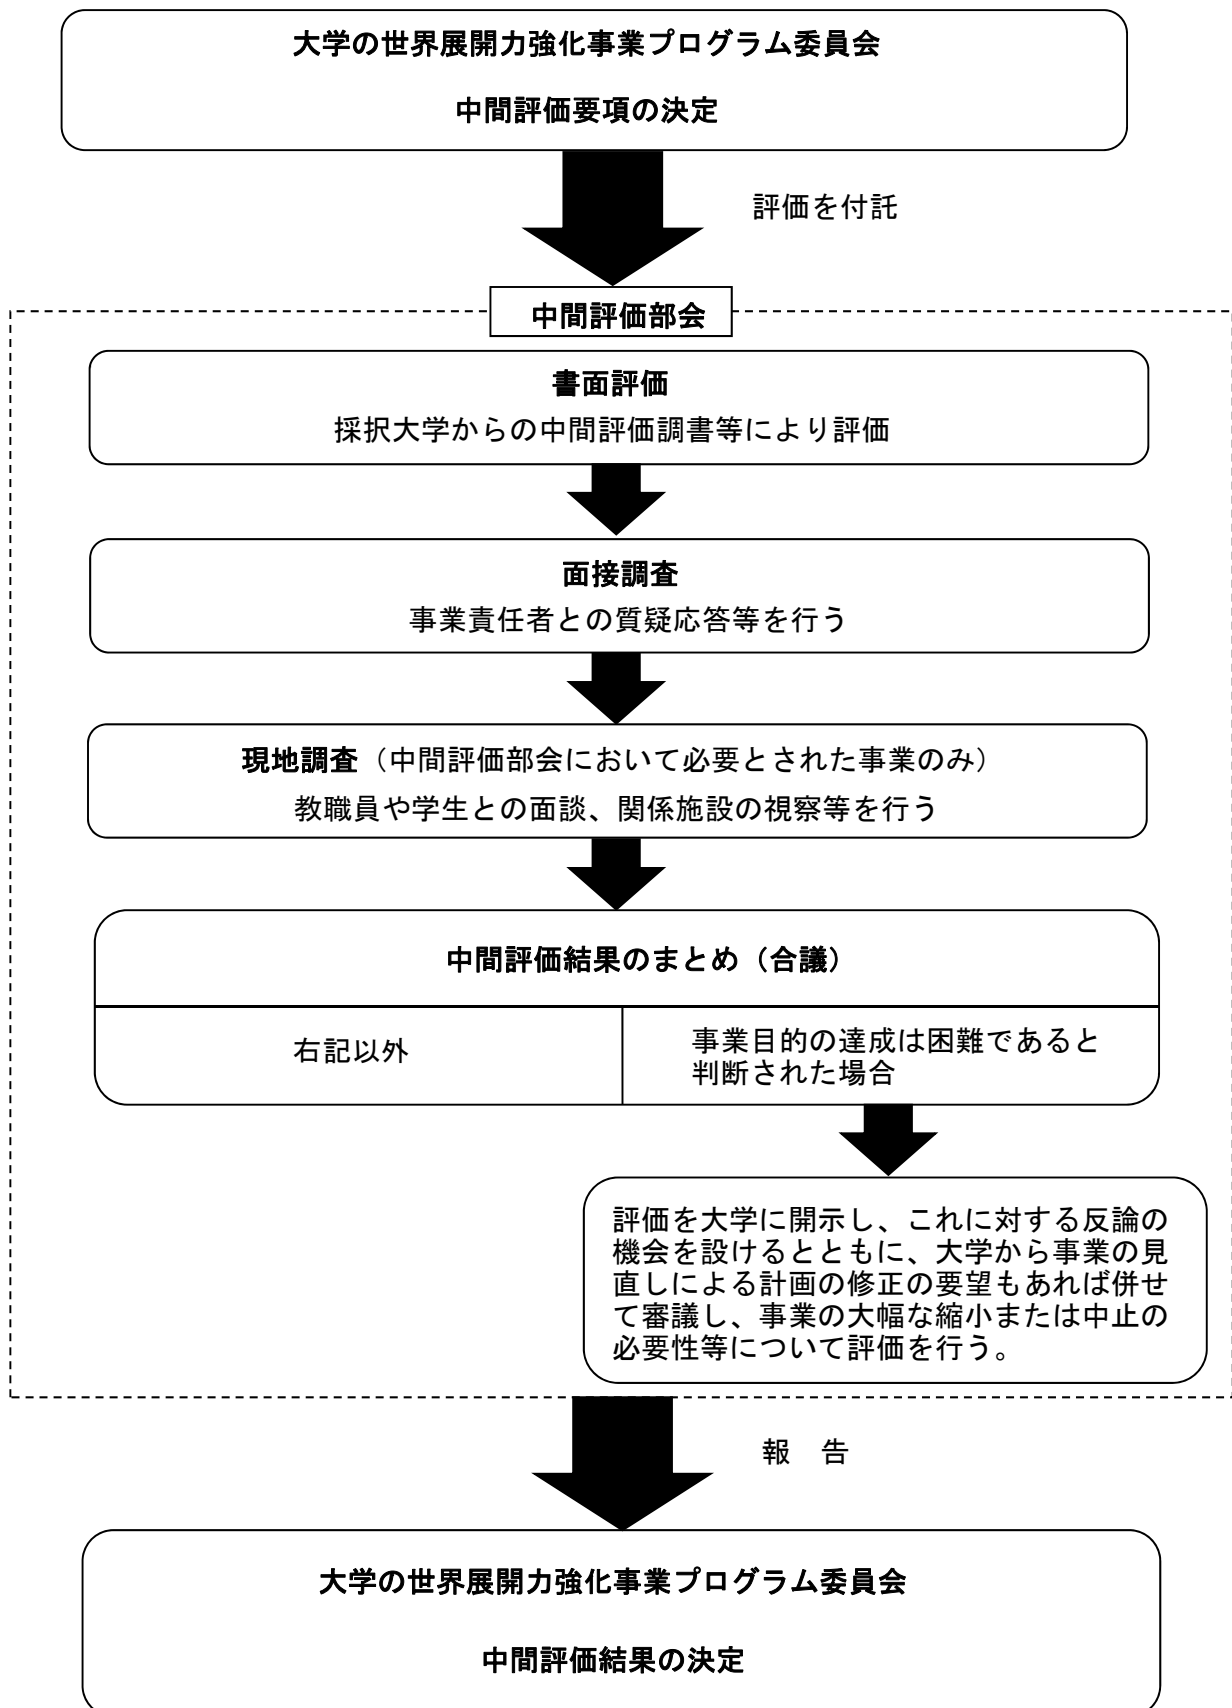 大学の世界展開力強化事業プログラム委員会
中間評価要項の決定
評価を付託
中間評価部会
書面評価
採択大学からの中間評価調書等により評価
面接調査
事業責任者との質疑応答等を行う
現地調査（中間評価部会において必要とされた事業のみ）
教職員や学生との面談、関係施設の視察等を行う
中間評価結果のまとめ（合議）
右記以外
事業目的の達成は困難であると
判断された場合
評価を大学に開示し、これに対する反論の
機会を設けるとともに、大学から事業の見
直しによる計画の修正の要望もあれば併せ
て審議し、事業の大幅な縮小または中止の
必要性等について評価を行う。
報　告
大学の世界展開力強化事業プログラム委員会
中間評価結果の決定